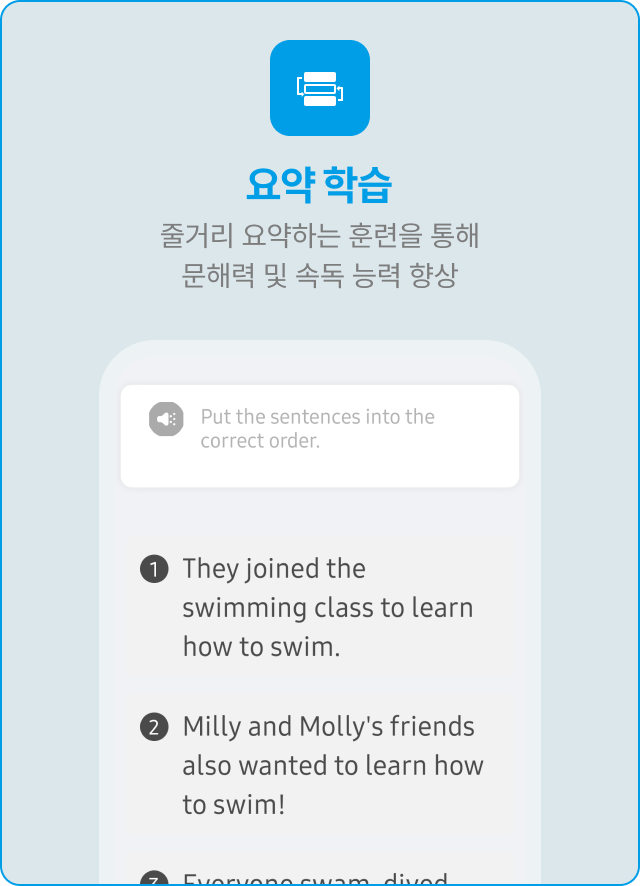 요약 학습
줄거리 요약하는 훈련을 통해
문해력 및 속독 능력 향상
Put the sentences into the
correct order.
1 They joined the
swimming class to learn
how to swim.
2 Milly and Molly's friends
also wanted to learn how
to swim!
3 Everyone swam, dived